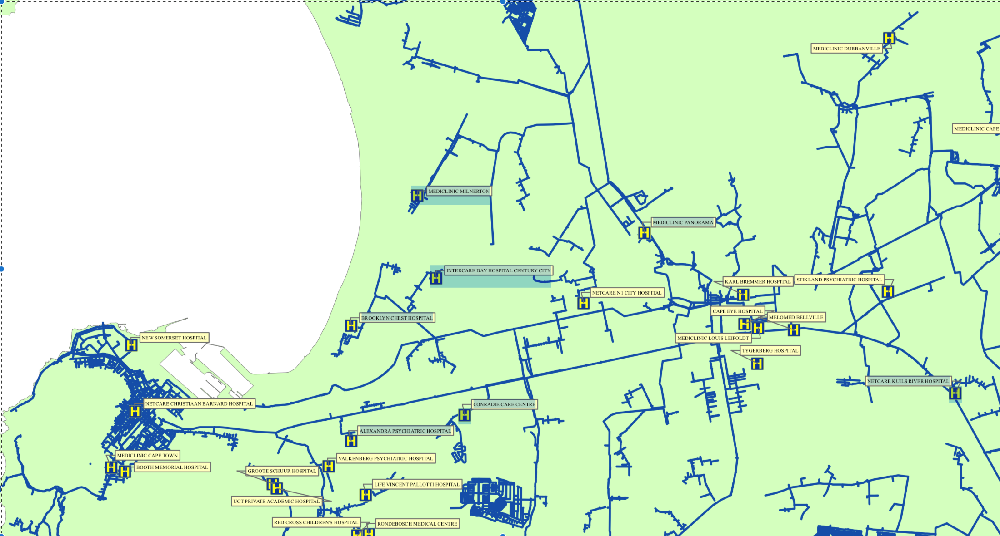 MEDICLINIC DURBANVILLE
MEDICLINIC CAPE
MEDICLINIC MILNERTON
MEDICLINIC PANORAMA
INTERCARE DAY HOSPITAL CENTURY CITY
KARL BREMMER HOSPITAL
STIKLAND PSYCHIATRIC HOSPITAL
NETCARE N1 CITY HOSPITAL
CAPE EYE HOSPITAL
MELOMED BELLVILLE
BROOKLYN CHEST HOSPITAL
NEW SOMERSET HOSPITAL
MEDICLINIC LOUIS LEIPOLDT
TYGERBERG HOSPITAL
NETCARE KUILS RIVER HOSPITAL
NETCARE CHRISTIAAN BARNARD HOSPITAL
CONRADIE CARE CENTRE
ALEXANDRA PSYCHIATRIC HOSPITAL
MEDICLINIC CAPE TOWN
VALKENBERG PSYCHIATRIC HOSPITAL
BOOTH MEMORIAL HOSPITAL
GROOTE SCHUUR HOSPITAL
LIFE VINCENT PALLOTTI HOSPITAL
UCT PRIVATE ACADEMIC HOSPITAL
RED CROSS CHILDREN'S HOSPITAL
RONDEBOSCH MEDICAL CENTRE